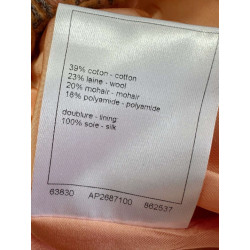 39% coton - cotton
23% laine - wool
20% mohair - mohair
18% polyamide - polyamide
doublure - lining:
100% soie - silk
63830 AP2687100 862537